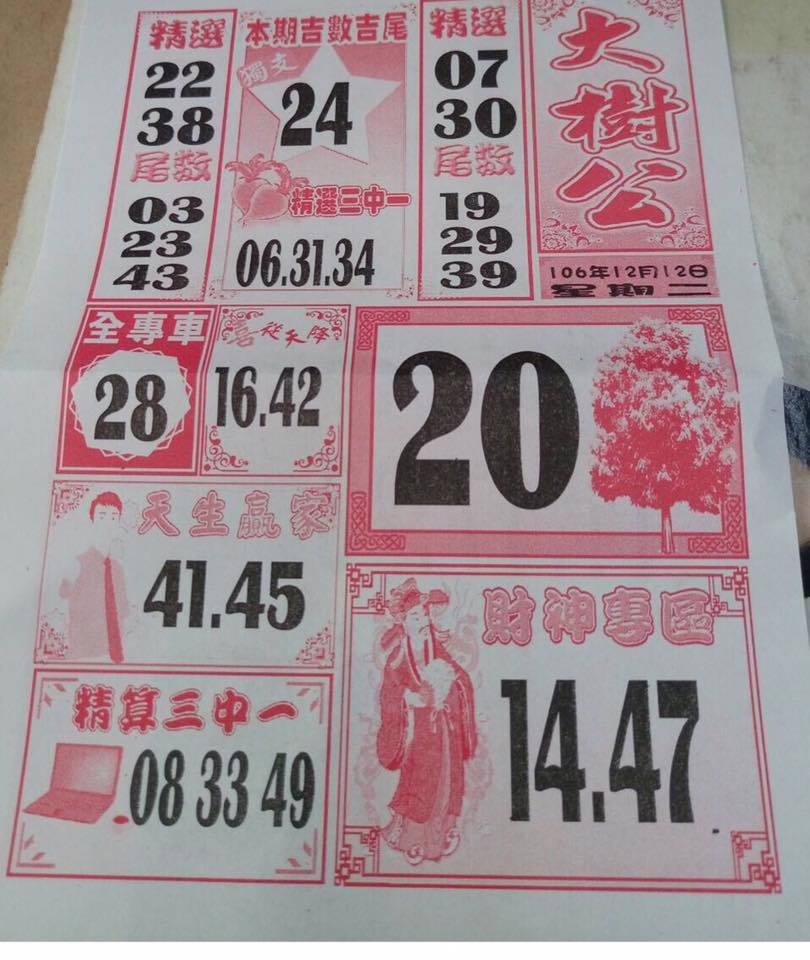 大樹公
106年12月12日
星期二
精選
07
30
尾数
19
29
39
本期吉數吉尾
獨支
24
精選三中一
06.31.34
精選
22
38
尾数
03
23
43
全專車
28
喜從天降
16.42
20
天生贏家
41.45
財神專區
14.47
精算三中一
08 33 49